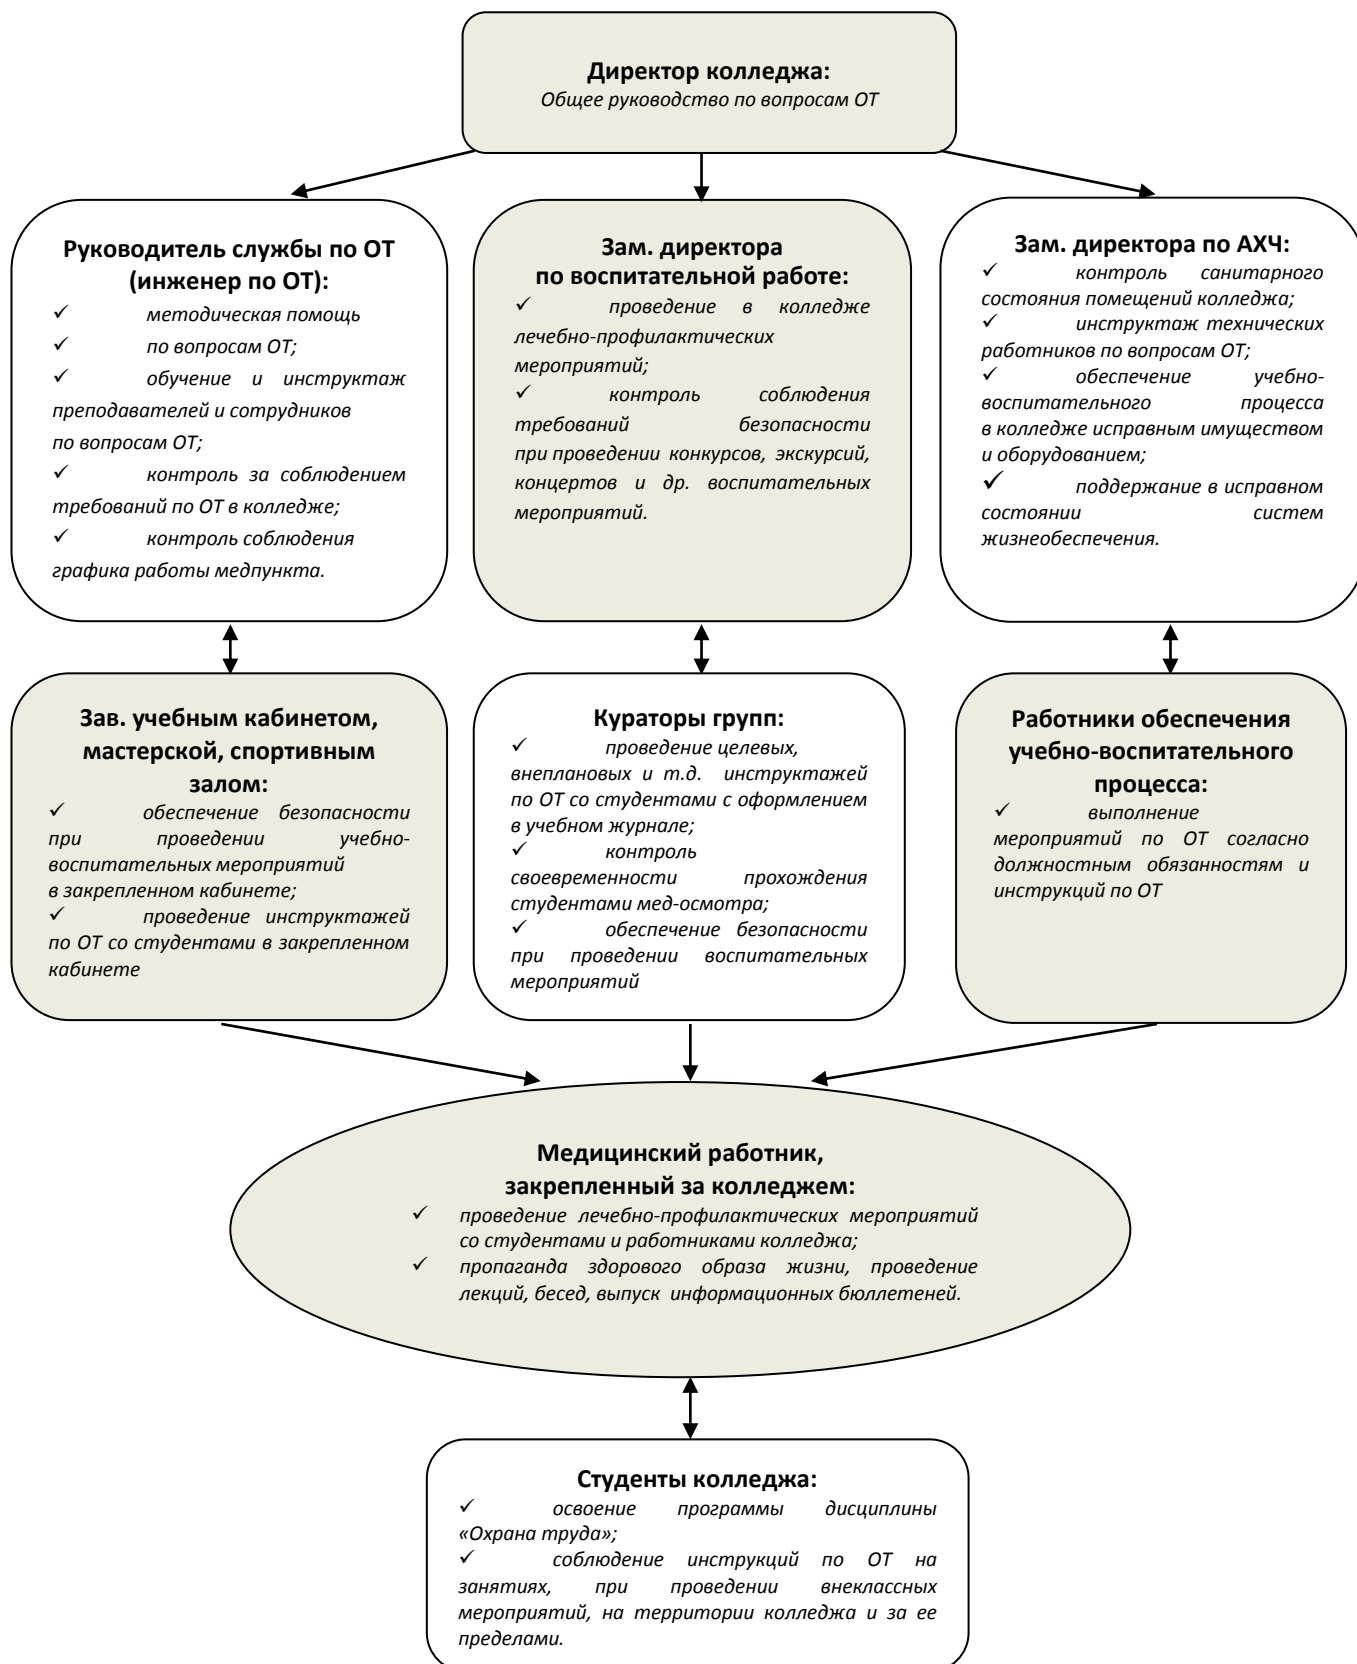 Директор колледжа:
Общее руководство по вопросам ОТ
Руководитель службы по ОТ
(инженер по ОТ):
✓ методическая помощь
✓ по вопросам ОТ;
✓ обучение и инструктаж
преподавателей и сотрудников
по вопросам ОТ;
✓ контроль за соблюдением
требований по ОТ в колледже;
✓ контроль соблюдения
графика работы медпункта.
Зам. директора
по воспитательной работе:
✓ проведение в колледже
лечебно-профилактических
мероприятий;
✓ контроль соблюдения
требований безопасности
при проведении конкурсов, экскурсий,
концертов и др. воспитательных
мероприятий.
Зам. директора по АХЧ:
✓ контроль санитарного
состояния помещений колледжа;
✓ инструктаж технических
работников по вопросам ОТ;
✓ обеспечение учебно-
воспитательного процесса
в колледже исправным имуществом
и оборудованием;
✓ поддержание в исправном
состоянии систем
жизнеобеспечения.
Зав. учебным кабинетом,
мастерской, спортивным
залом:
✓ обеспечение безопасности
при проведении учебно-
воспитательных мероприятий
в закрепленном кабинете;
✓ проведение инструктажей
по ОТ со студентами в закрепленном
кабинете
Кураторы групп:
✓ проведение целевых,
внеплановых и т.д. инструктажей
по ОТ со студентами с оформлением
в учебном журнале;
✓ контроль
своевременности прохождения
студентами мед-осмотра;
✓ обеспечение безопасности
при проведении воспитательных
мероприятий
Работники обеспечения
учебно-воспитательного
процесса:
✓ выполнение
мероприятий по ОТ согласно
должностным обязанностям и
инструкций по ОТ
Медицинский работник,
закрепленный за колледжем:
✓ проведение лечебно-профилактических мероприятий
со студентами и работниками колледжа;
✓ пропаганда здорового образа жизни, проведение
лекций, бесед, выпуск информационных бюллетеней.
Студенты колледжа:
✓ освоение программы дисциплины
«Охрана труда»;
✓ соблюдение инструкций по ОТ на
занятиях, при проведении внеклассных
мероприятий, на территории колледжа и за ее
пределами.